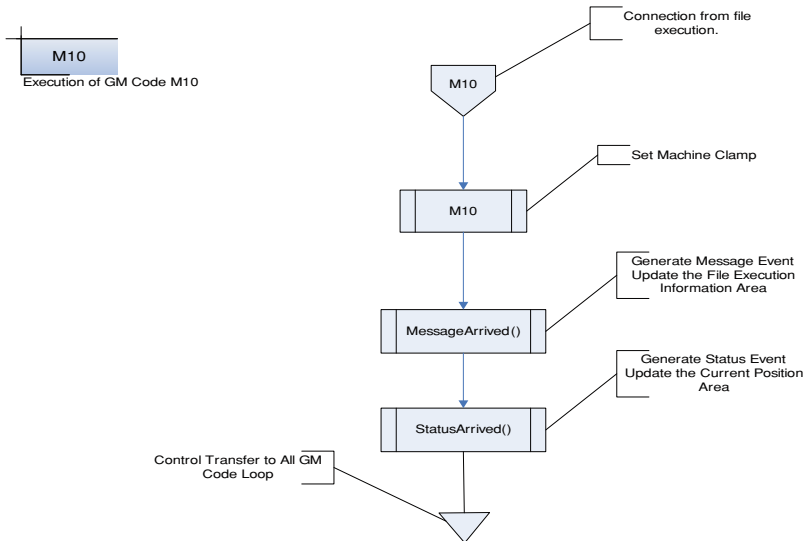 M10
Execution of GM Code M10
Connection from file
execution.
M10
Set Machine Clamp
M10
Generate Message Event
Update the File Execution
Information Area
MessageArrived()
Generate Status Event
Update the Current Position
Area
StatusArrived()
Control Transfer to All GM
Code Loop